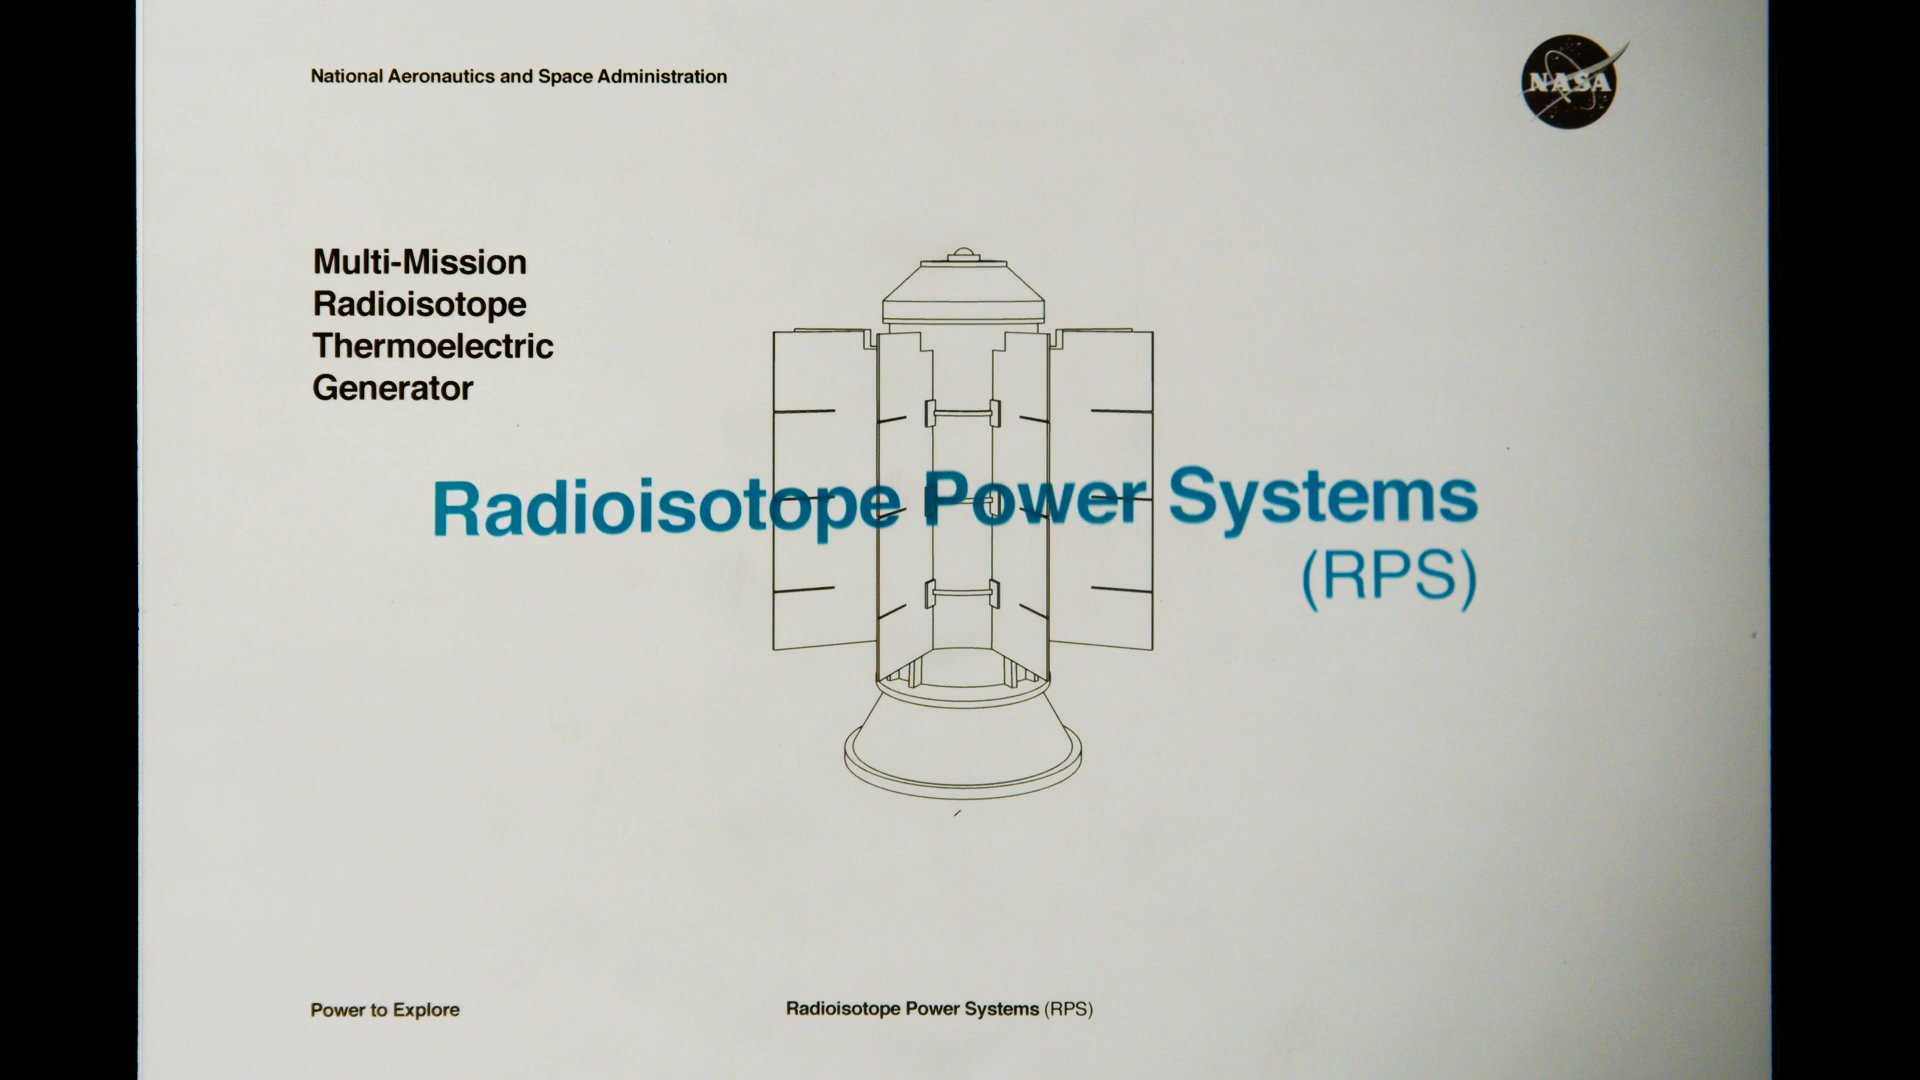 National Aeronautics and Space Administration
NASA
Multi-Mission
Radioisotope
Thermoelectric
Generator
Radioisotope Power Systems
(RPS)
Power to Explore
Radioisotope Power Systems (RPS)